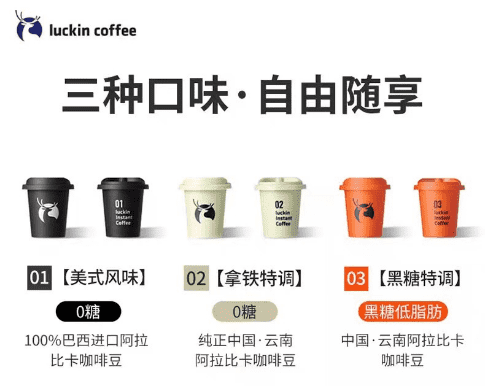 luckin coffee
三种口味·自由随享
01
luckin
Instant
Coffee
02
luckin
Instant
Coffee
03
luckin
Instant
Coffee
01【美式风味】
02【拿铁特调】
03【黑糖特调】
0糖
0糖
黑糖低脂肪
100%巴西进口阿拉
比卡咖啡豆
纯正中国·云南
阿拉比卡咖啡豆
中国·云南阿拉比卡
咖啡豆